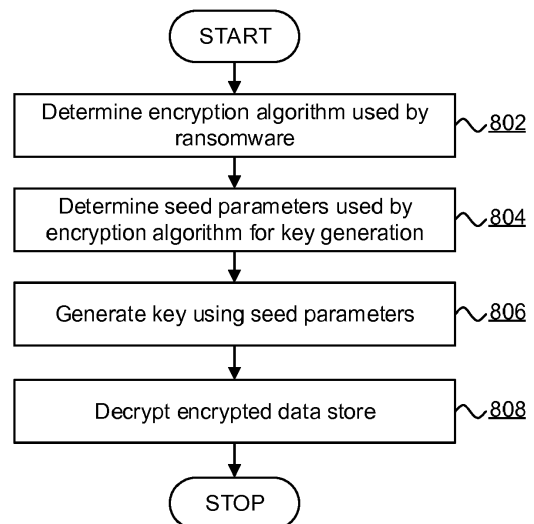 START
Determine encryption algorithm used by
ransomware
802
Determine seed parameters used by
encryption algorithm for key generation
804
Generate key using seed parameters
806
Decrypt encrypted data store
808
STOP